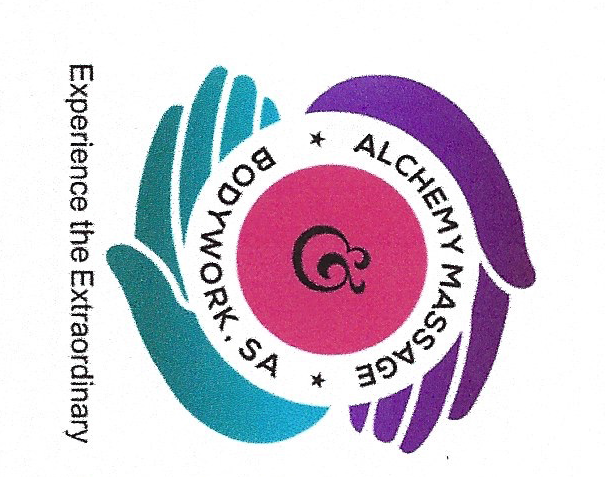 ALCHEMY MASSAGE
&
BODYWORK, SA
Experience the Extraordinary